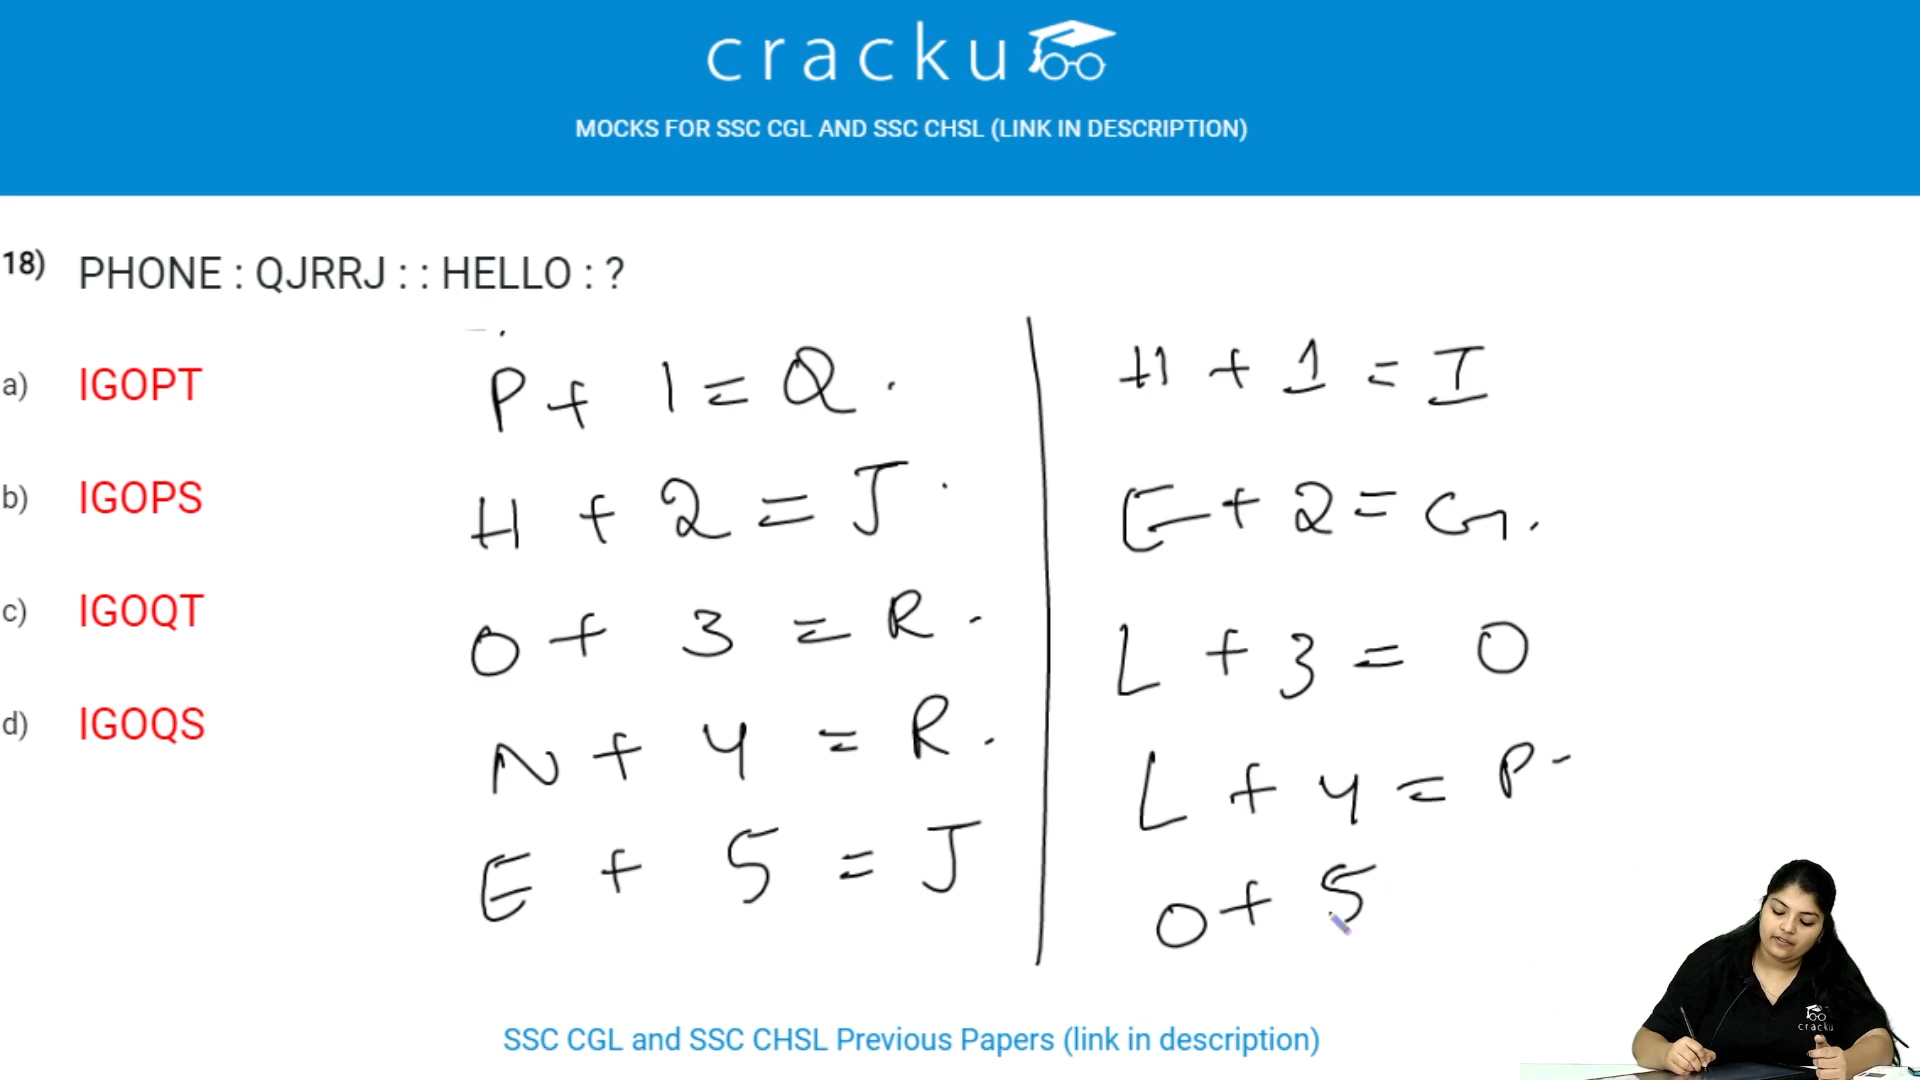 cracku
MOCKS FOR SSC CGL AND SSC CHSL (LINK IN DESCRIPTION)
18) PHONE : QJRRJ : : HELLO : ?
a) IGOPT
b) IGOPS
c) IGOQT
d) IGOQS
P + 1 = Q .
H + 2 = J .
O + 3 = R .
N + 4 = R .
E + 5 = J
H + 1 = I
E + 2 = G .
L + 3 = O
L + 4 = P -
O + 5
cracku
SSC CGL and SSC CHSL Previous Papers (link in description)